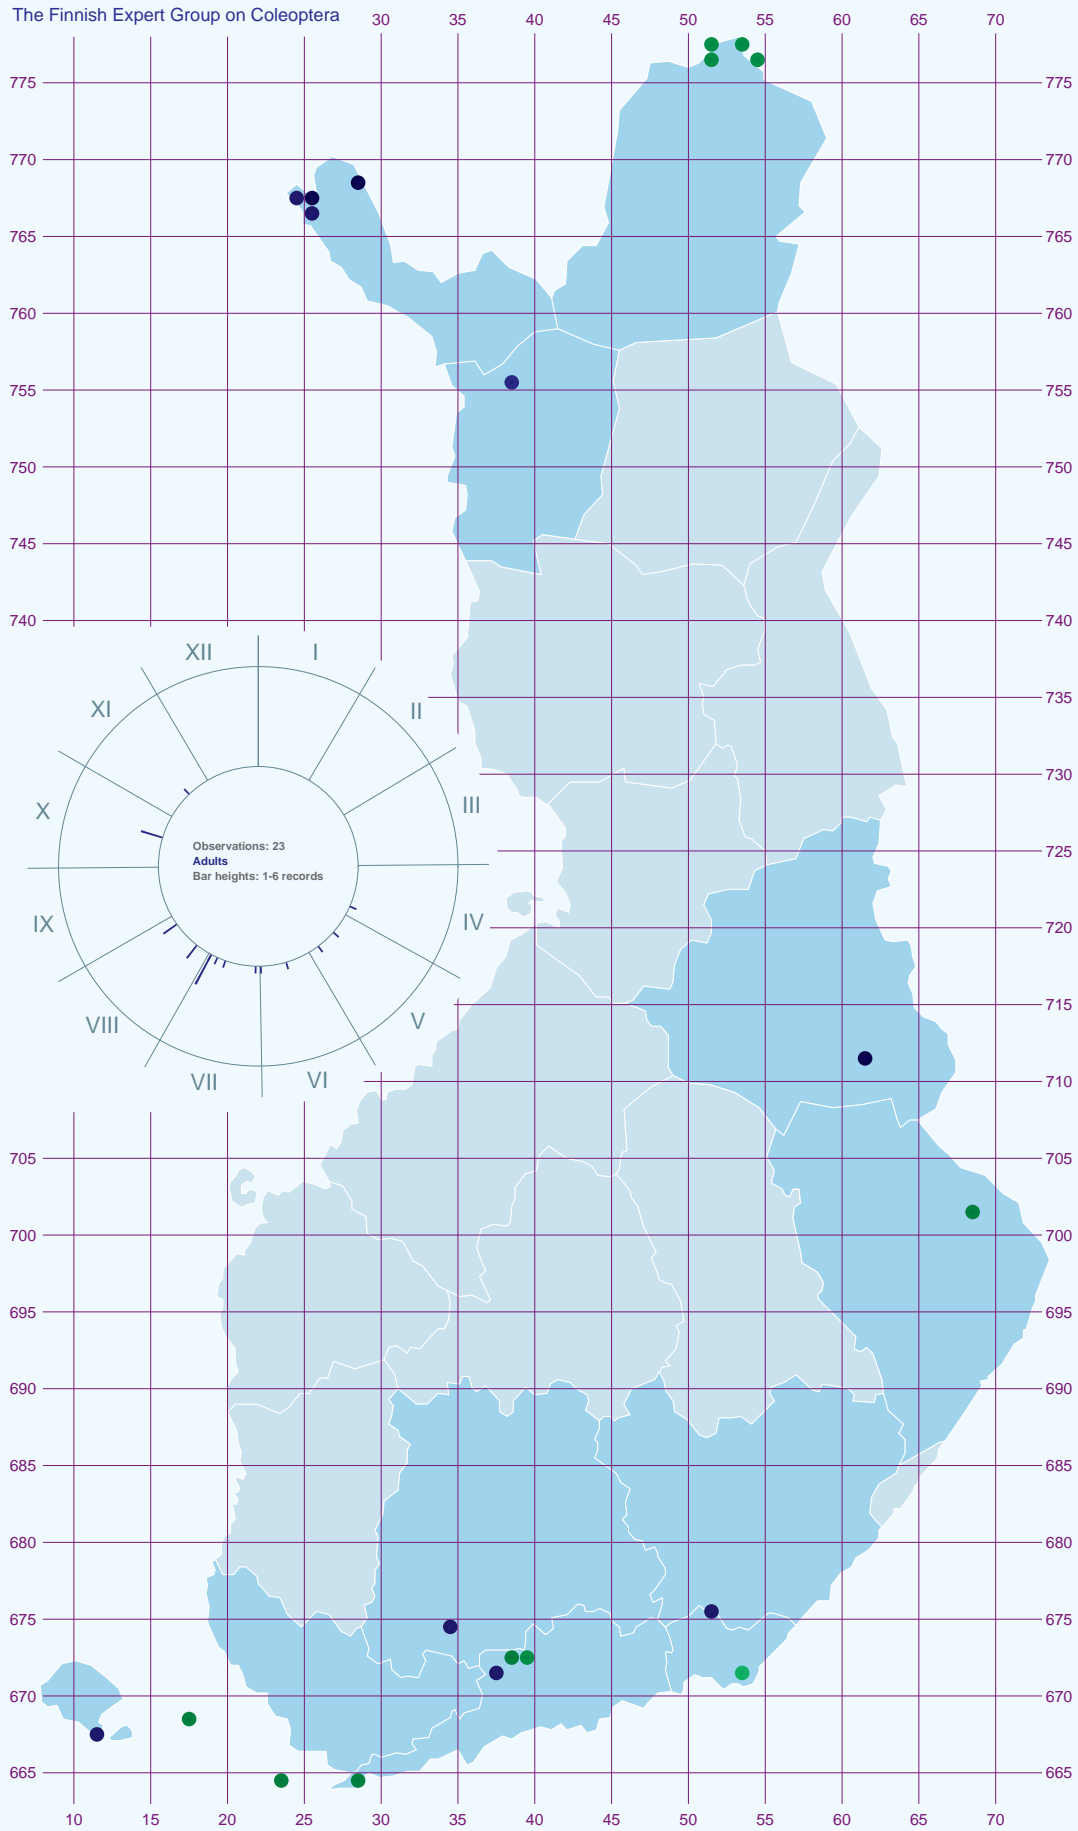 The Finnish Expert Group on Coleoptera
30 35 40 45 50 55 60 65 70
775 775
770 770
765 765
760 760
755 755
750 750
745 745
740 740
XII I
XI II
735
730
X III
Observations: 23
Adults
Bar heights: 1-6 records
725
IX IV
720
715
VIII V
VII VI
710
705 705
700 700
695 695
690 690
685 685
680 680
675 675
670 670
665 665
10 15 20 25 30 35 40 45 50 55 60 65 70